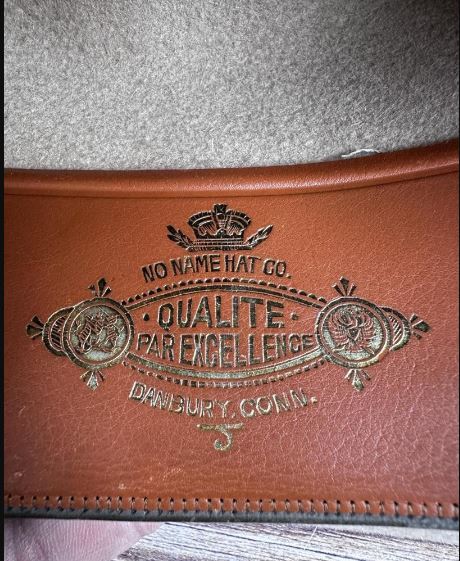 NO NAME HAT CO.
· QUALITE ·
PAR EXCELLENCE
DANBURY, CONN.